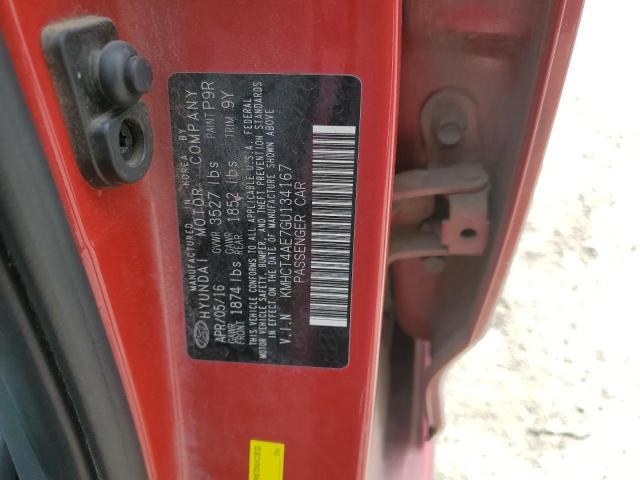 MANUFACTURED IN KOREA BY
HYUNDAI MOTOR COMPANY
APR/05/16 GVWR 3527 lbs PAINT P9R
GAWR FRONT 1874 lbs GAWR REAR 1852 lbs TRIM 9Y
THIS VEHICLE CONFORMS TO ALL APPLICABLE U.S.A. FEDERAL
MOTOR VEHICLE SAFETY, BUMPER, AND THEFT PREVENTION STANDARDS
IN EFFECT ON THE DATE OF MANUFACTURE SHOWN ABOVE
V.I.N KMHCT4AE7GU134167
PASSENGER CAR
REDUCED